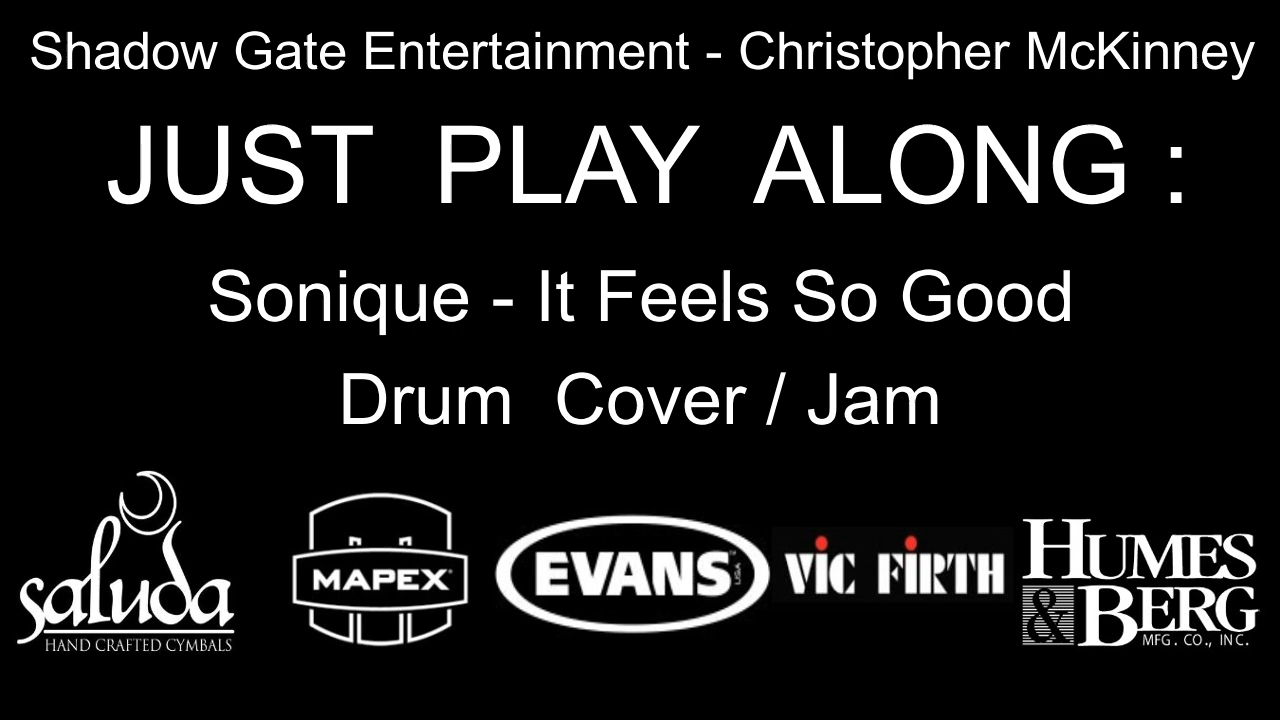 Shadow Gate Entertainment - Christopher McKinney
JUST PLAY ALONG :
Sonique - It Feels So Good
Drum Cover / Jam
saluda
HAND CRAFTED CYMBALS
MAPEX
EVANS™ USA
VIC FIRTH
HUMES
& BERG
MFG. CO., INC.